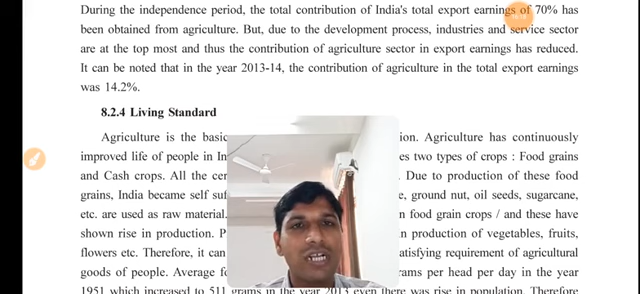 During the independence period, the total contribution of India's total export earnings of 70% has
been obtained from agriculture. But, due to the development process, industries and service sector
are at the top most and thus the contribution of agriculture sector in export earnings has reduced.
It can be noted that in the year 2013-14, the contribution of agriculture in the total export earnings
was 14.2%.
8.2.4 Living Standard
Agriculture is the basic ion. Agriculture has continuously
improved life of people in In es two types of crops : Food grains
and Cash crops. All the cer . Due to production of these food
grains, India became self suf e, ground nut, oil seeds, sugarcane,
etc. are used as raw material. n food grain crops / and these have
shown rise in production. P n production of vegetables, fruits,
flowers etc. Therefore, it can atisfying requirement of agricultural
goods of people. Average fo rams per head per day in the year
1951 which increased to 511 grams in the year 2013 even there was rise in population. Therefore